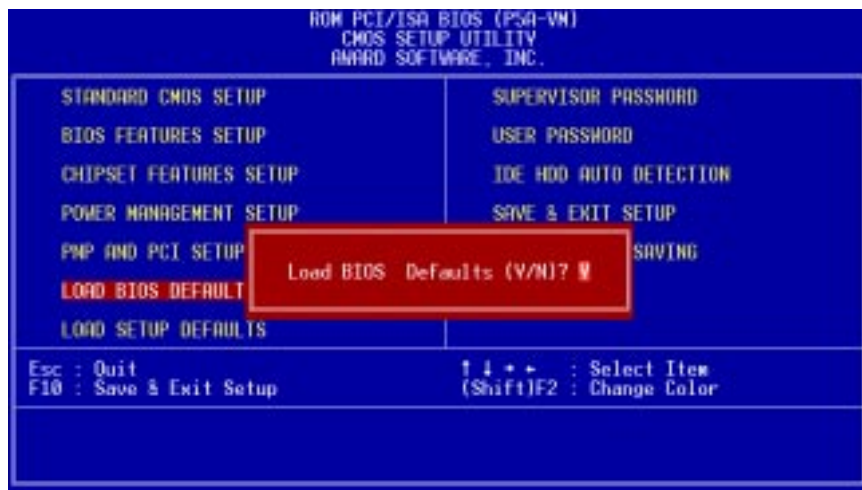 ROM PCI/ISA BIOS (P5A-VM)
CMOS SETUP UTILITY
AWARD SOFTWARE, INC.
STANDARD CMOS SETUP
BIOS FEATURES SETUP
CHIPSET FEATURES SETUP
POWER MANAGEMENT SETUP
PNP AND PCI SETUP
LOAD BIOS DEFAULT
LOAD SETUP DEFAULTS
SUPERVISOR PASSWORD
USER PASSWORD
IDE HDD AUTO DETECTION
SAVE & EXIT SETUP
SAVING
Load BIOS Defaults (Y/N)? Y
Esc : Quit
F10 : Save & Exit Setup
↑ ↓ → ← : Select Item
(Shift)F2 : Change Color